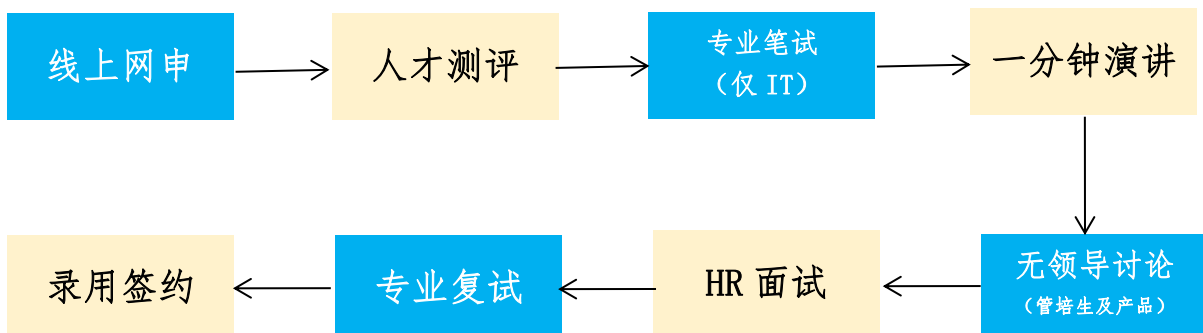 线上网申
人才测评
专业笔试
（仅 IT）
一分钟演讲
无领导讨论
（管培生及产品）
HR 面试
专业复试
录用签约